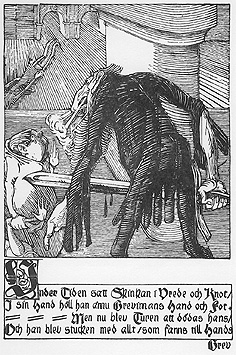 Under Tiden satt Skinkan i Vrede och Knot/
I sin Hand höll han ännu Grevinnans Hand och Fot —
— — — Men nu blev Turen att dödas hans/
Och han blev stucken med allt/som fanns till Hands
Grev